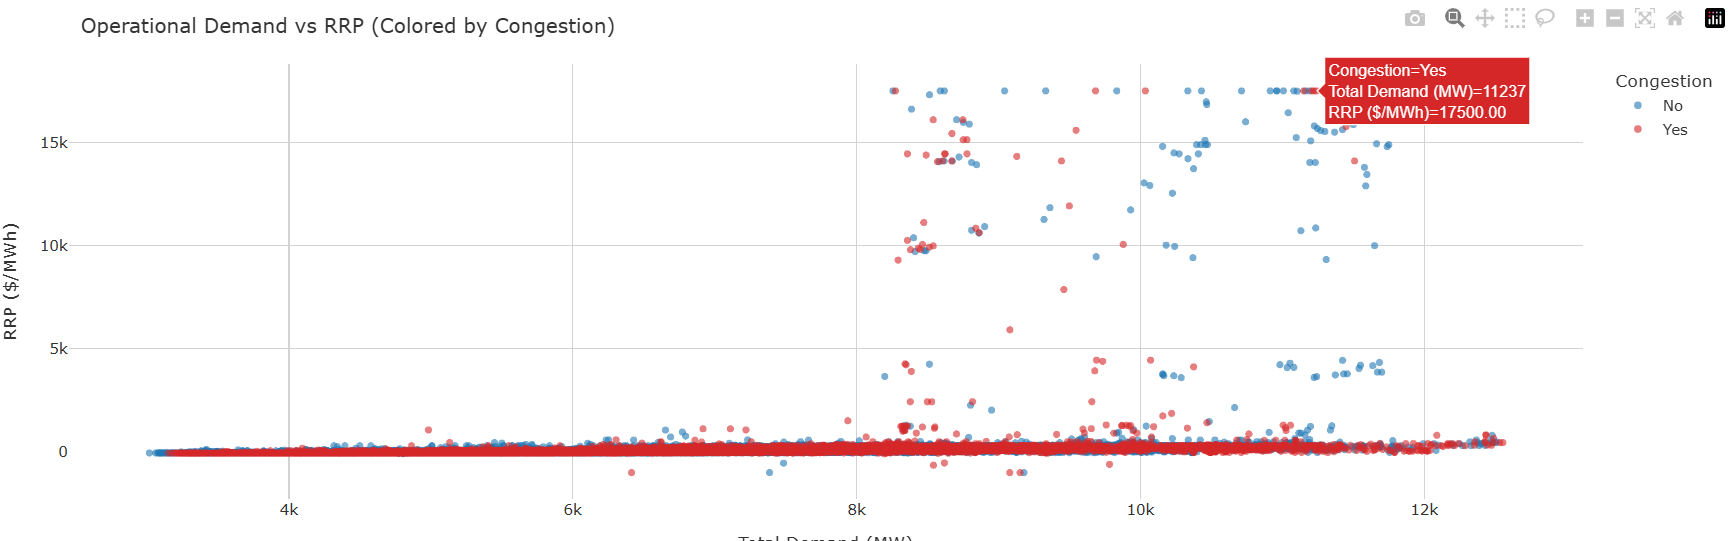 Operational Demand vs RRP (Colored by Congestion)
Congestion=Yes
Total Demand (MW)=11237
RRP ($/MWh)=17500.00
Congestion
No
Yes
RRP ($/MWh)
15k
10k
5k
0
4k
6k
8k
10k
12k
Total Demand (MW)